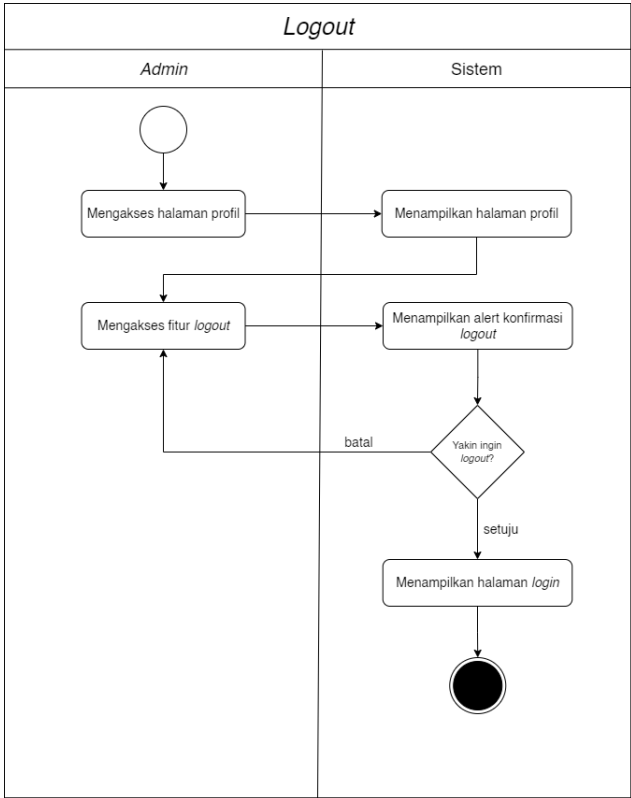 Logout
Admin
Sistem
Mengakses halaman profil
Menampilkan halaman profil
Mengakses fitur logout
Menampilkan alert konfirmasi
logout
Yakin ingin
logout?
batal
setuju
Menampilkan halaman login